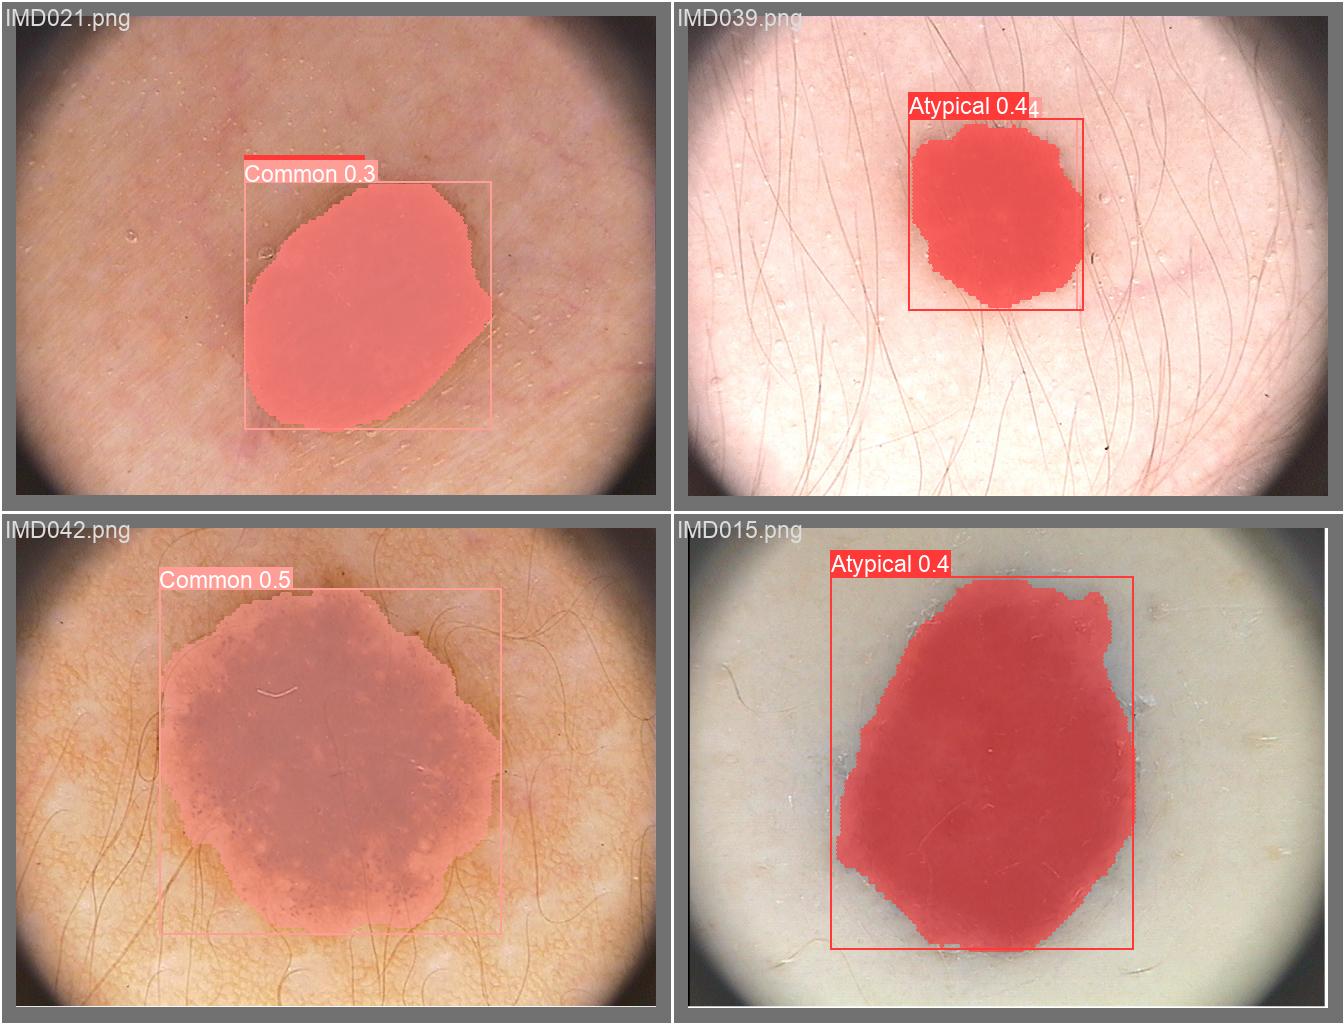 IMD021.png
Common 0.3
IMD039.png
Atypical 0.4
IMD042.png
Common 0.5
IMD015.png
Atypical 0.4